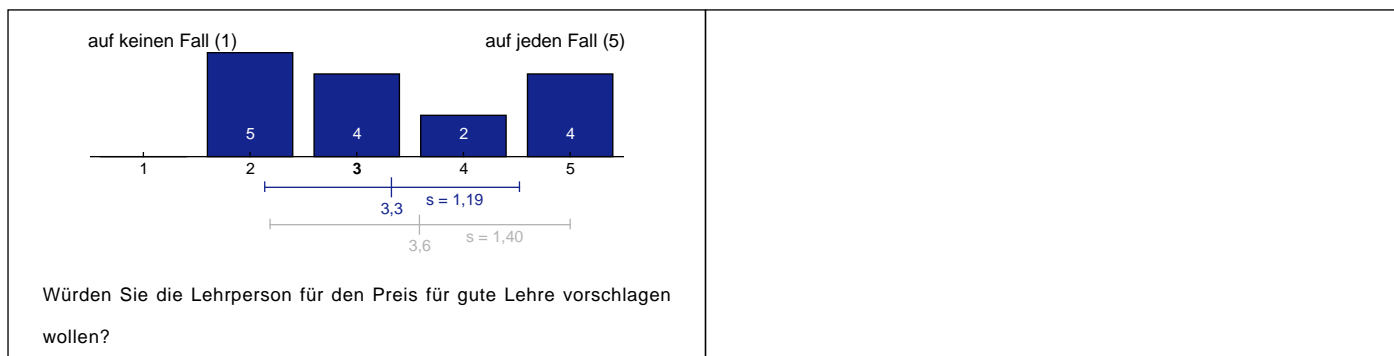 auf keinen Fall (1) auf jeden Fall (5)
5 4 2 4
1 2 3 4 5
s = 1,19
3,3
s = 1,40
3,6
Würden Sie die Lehrperson für den Preis für gute Lehre vorschlagen
wollen?